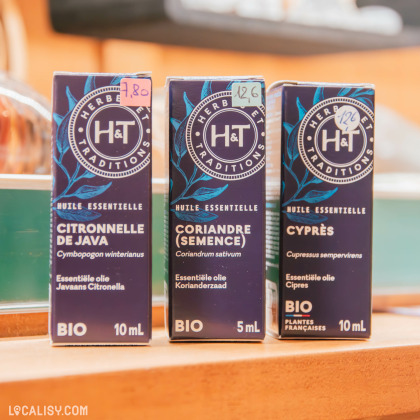 7,80
HERBES ET
H&T
TRADITIONS
HUILE ESSENTIELLE
CITRONNELLE
DE JAVA
Cymbopogon winterianus
Essentiële olie
Javaans Citronella
BIO
10 mL
12,6
HERBES ET
H&T
TRADITIONS
HUILE ESSENTIELLE
CORIANDRE
(SEMENCE)
Coriandrum sativum
Essentiële olie
Korianderzaad
BIO
5 mL
HERBES ET
H&T
TRADITIONS
HUILE ESSENTIELLE
CYPRÈS
Cupressus sempervirens
Essentiële olie
Cipres
BIO
PLANTES
FRANÇAISES
10 mL
LOCALISY.COM